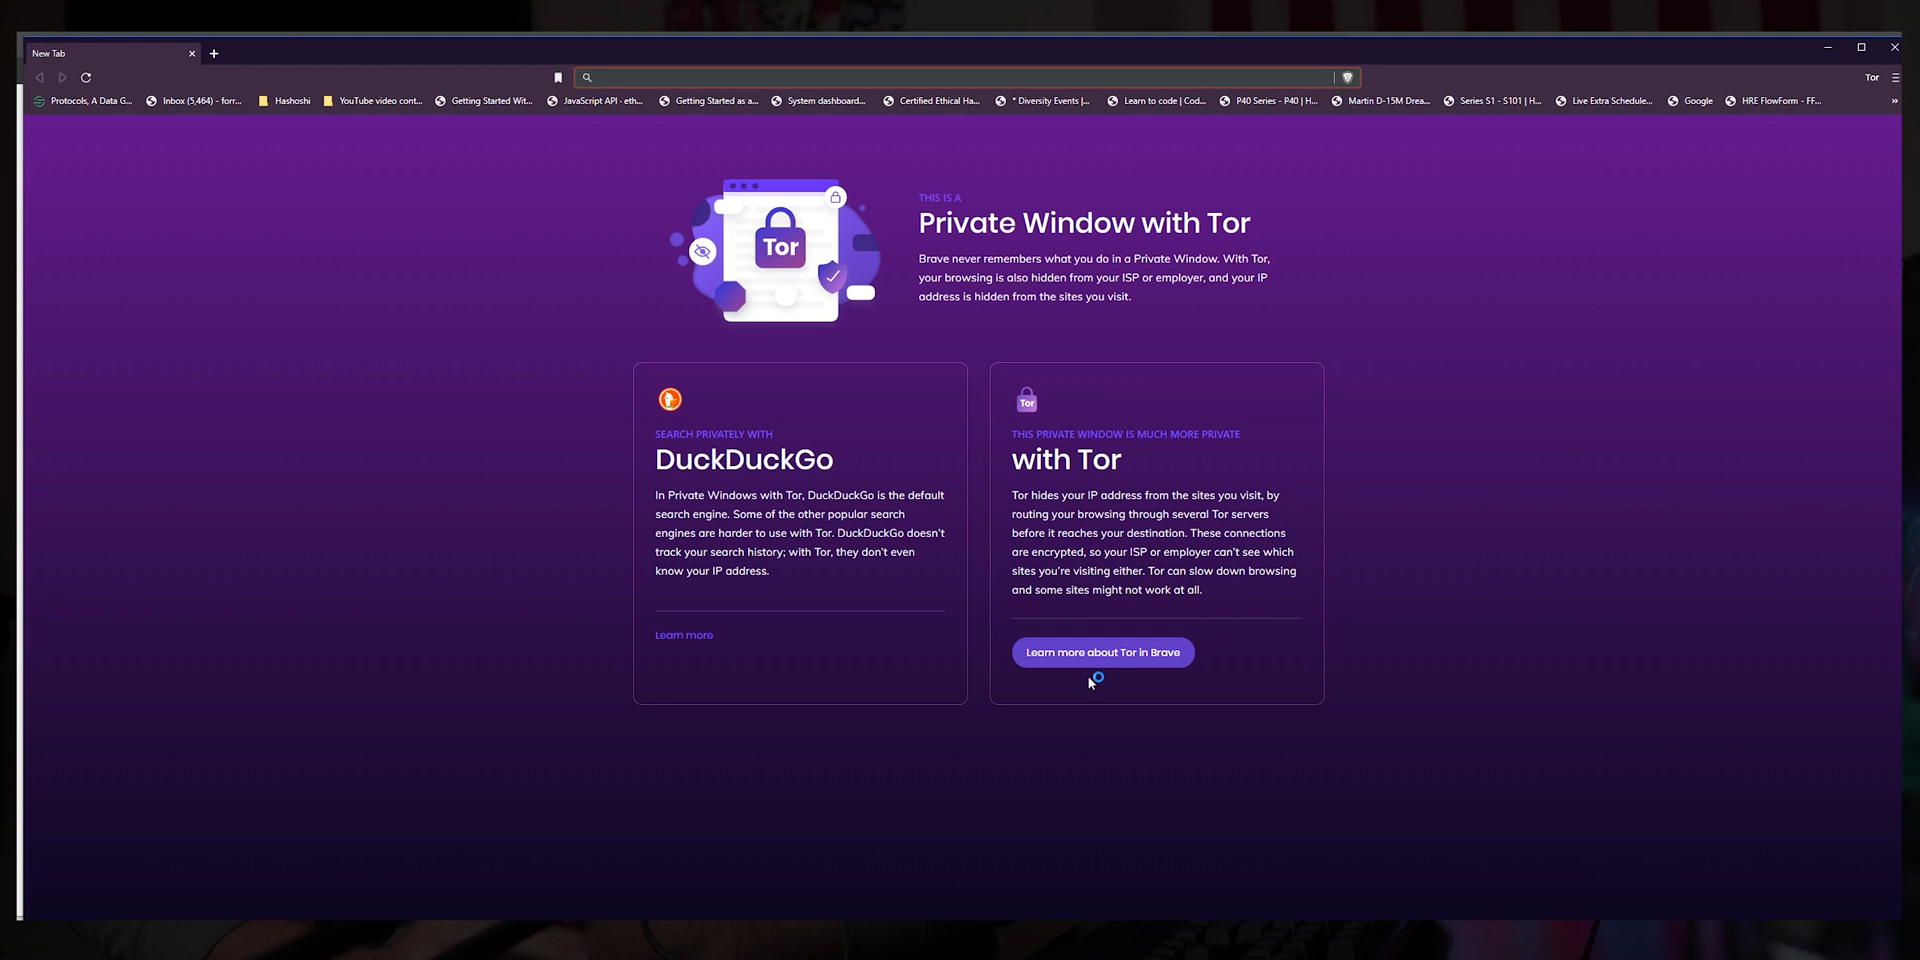 New Tab
Tor
Protocols, A Data G...
Inbox (5,464) - forr...
Hashoshi
YouTube video cont...
Getting Started Wit...
JavaScript API · eth...
Getting Started as a...
System dashboard...
Certified Ethical Ha...
* Diversity Events |...
Learn to code | Cod...
P40 Series - P40 | H...
Martin D-15M Drea...
Series S1 - S101 | H...
Live Extra Schedule...
Google
HRE FlowForm - FF...
»
Tor
THIS IS A
Private Window with Tor
Brave never remembers what you do in a Private Window. With Tor,
your browsing is also hidden from your ISP or employer, and your IP
address is hidden from the sites you visit.
SEARCH PRIVATELY WITH
DuckDuckGo
In Private Windows with Tor, DuckDuckGo is the default
search engine. Some of the other popular search
engines are harder to use with Tor. DuckDuckGo doesn't
track your search history; with Tor, they don't even
know your IP address.
Learn more
Tor
THIS PRIVATE WINDOW IS MUCH MORE PRIVATE
with Tor
Tor hides your IP address from the sites you visit, by
routing your browsing through several Tor servers
before it reaches your destination. These connections
are encrypted, so your ISP or employer can't see which
sites you're visiting either. Tor can slow down browsing
and some sites might not work at all.
Learn more about Tor in Brave